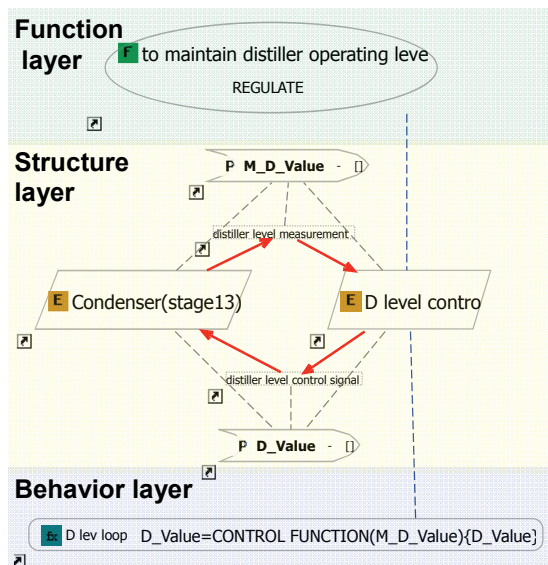 Function
layer
F to maintain distiller operating leve
REGULATE
Structure
layer
P M_D_Value - []
distiller level measurement
E Condenser(stage13)
E D level contro
distiller level control signal
P D_Value - []
Behavior layer
fx D lev loop D_Value=CONTROL FUNCTION(M_D_Value){D_Value}